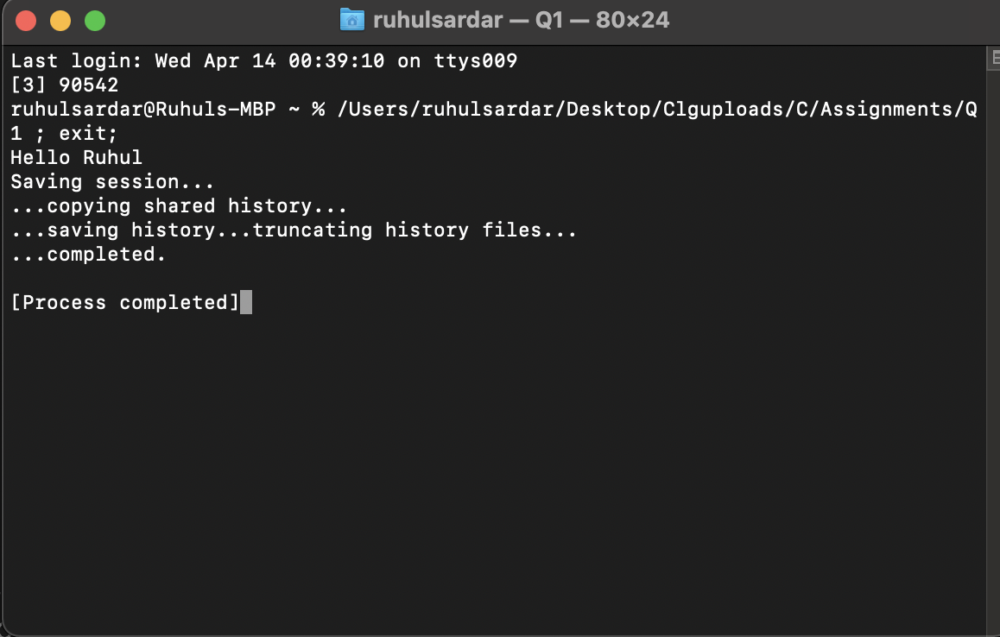 ruhulsardar — Q1 — 80×24
Last login: Wed Apr 14 00:39:10 on ttys009
[3] 90542
ruhulsardar@Ruhuls-MBP ~ % /Users/ruhulsardar/Desktop/Clguploads/C/Assignments/Q
1 ; exit;
Hello Ruhul
Saving session...
...copying shared history...
...saving history...truncating history files...
...completed.
[Process completed]